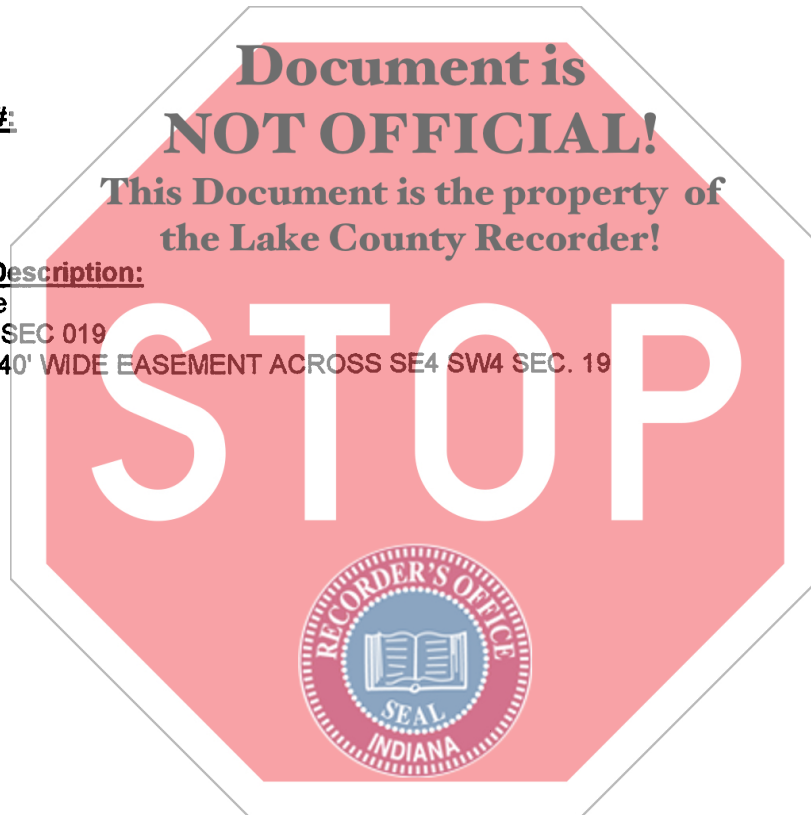 Document is
#:
NOT OFFICIAL!
This Document is the property of
the Lake County Recorder!
Description:
SEC 019
40' WIDE EASEMENT ACROSS SE4 SW4 SEC. 19
STOP
RECORDER'S OFFICE
SEAL
INDIANA